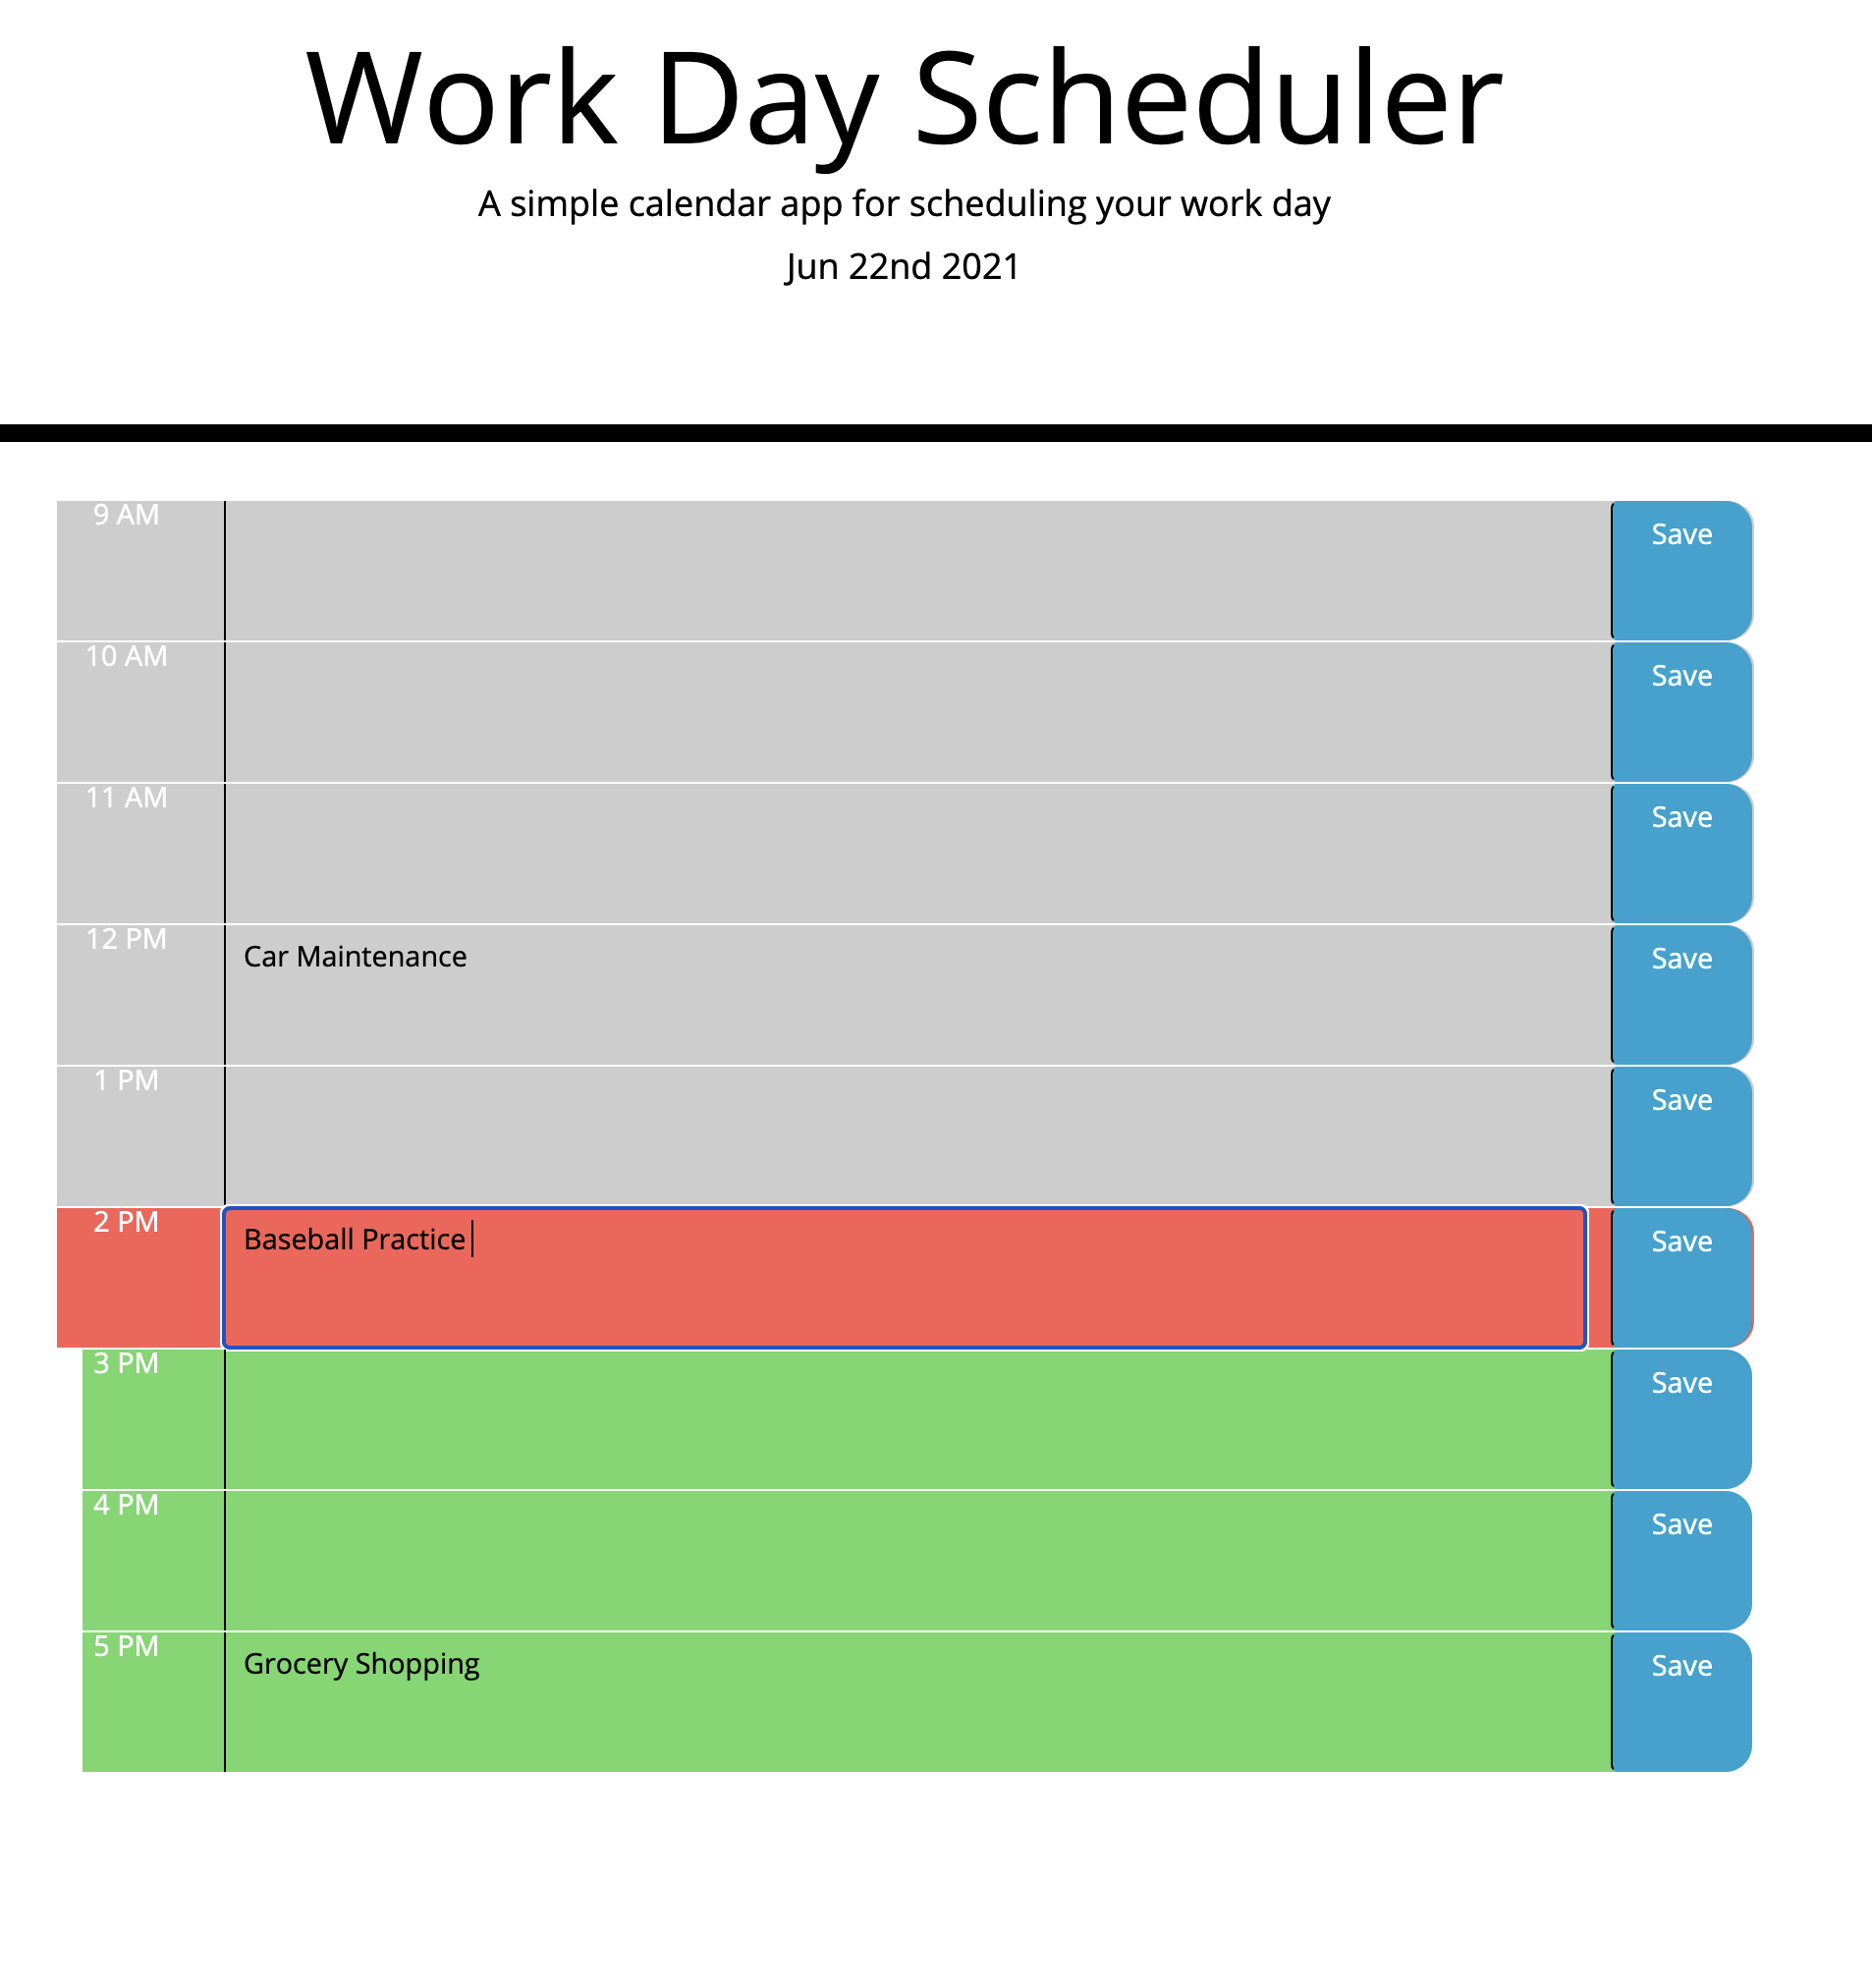 Work Day Scheduler
A simple calendar app for scheduling your work day
Jun 22nd 2021
9 AM Save
10 AM Save
11 AM Save
12 PM Car Maintenance Save
1 PM Save
2 PM Baseball Practice Save
3 PM Save
4 PM Save
5 PM Grocery Shopping Save